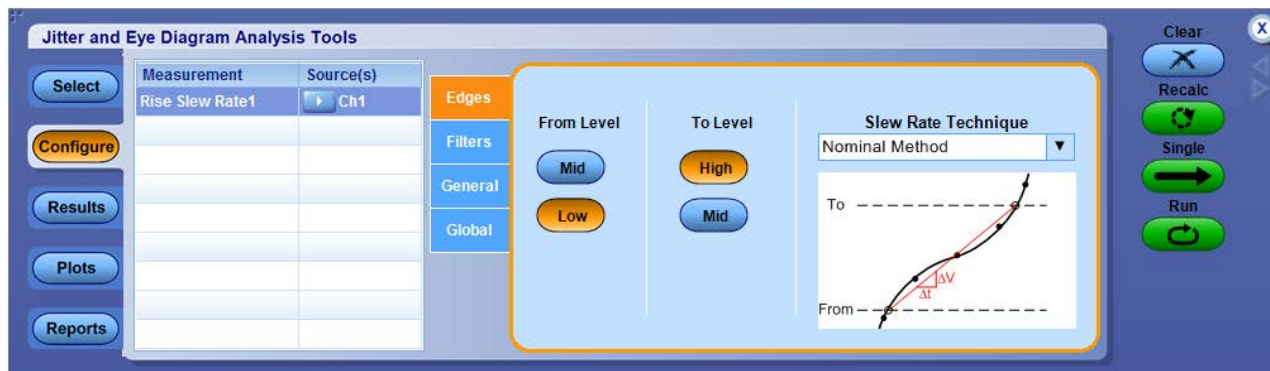 Jitter and Eye Diagram Analysis Tools
Select
Configure
Results
Plots
Reports
Measurement Source(s)
Rise Slew Rate1 Ch1
Edges
Filters
General
Global
From Level
Mid
Low
To Level
High
Mid
Slew Rate Technique
Nominal Method
To
ΔV
Δt
From
Clear
X
Recalc
Single
Run